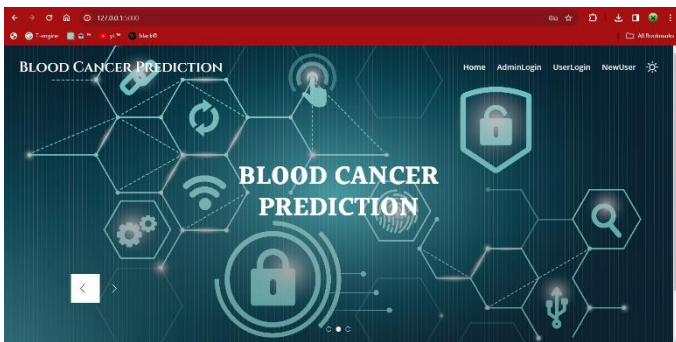 127.0.0.1:5000
All Bookmarks
BLOOD CANCER PREDICTION
Home AdminLogin UserLogin NewUser
BLOOD CANCER
PREDICTION